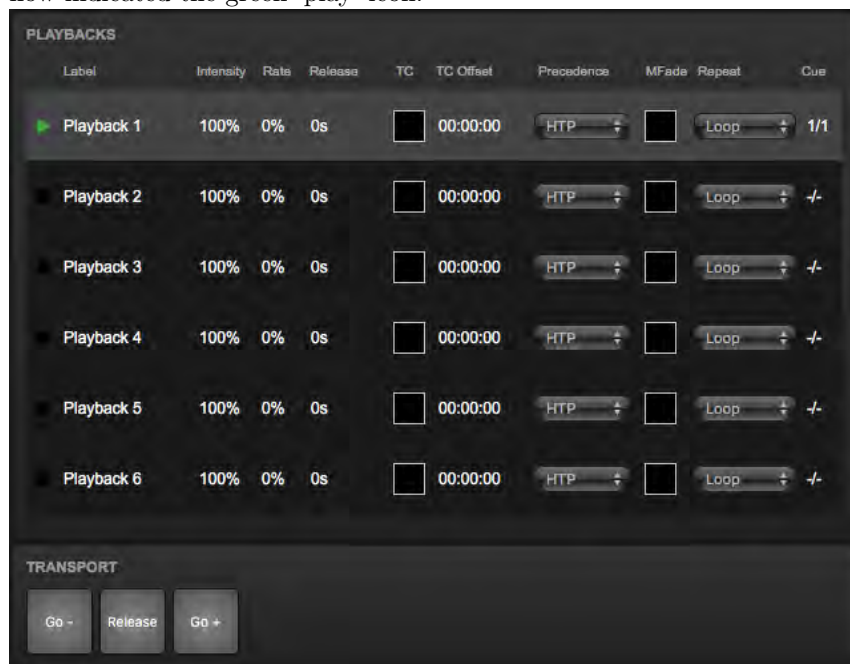 now indicated the green 'play' icon.
PLAYBACKS
Label Intensity Rate Release TC TC Offset Precedence MFade Repeat Cue
Playback 1 100% 0% 0s 00:00:00 HTP Loop 1/1
Playback 2 100% 0% 0s 00:00:00 HTP Loop -/-
Playback 3 100% 0% 0s 00:00:00 HTP Loop -/-
Playback 4 100% 0% 0s 00:00:00 HTP Loop -/-
Playback 5 100% 0% 0s 00:00:00 HTP Loop -/-
Playback 6 100% 0% 0s 00:00:00 HTP Loop -/-
TRANSPORT
Go - Release Go +